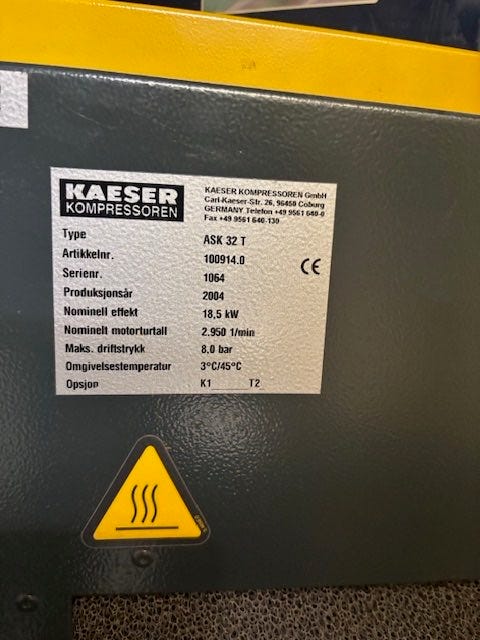 KAESER
KOMPRESSOREN
KAESER KOMPRESSOREN GmbH
Carl-Kaeser-Str. 26, 96450 Coburg
GERMANY Telefon +49 9561 640-0
Fax +49 9561 640-130
Type ASK 32 T
Artikkelnr. 100914.0
Serienr. 1064
Produksjonsår 2004
Nominell effekt 18,5 kW
Nominelt motorturtall 2.950 1/min
Maks. driftstrykk 8,0 bar
Omgivelsestemperatur 3°C/45°C
Opsjon K1 T2
CE